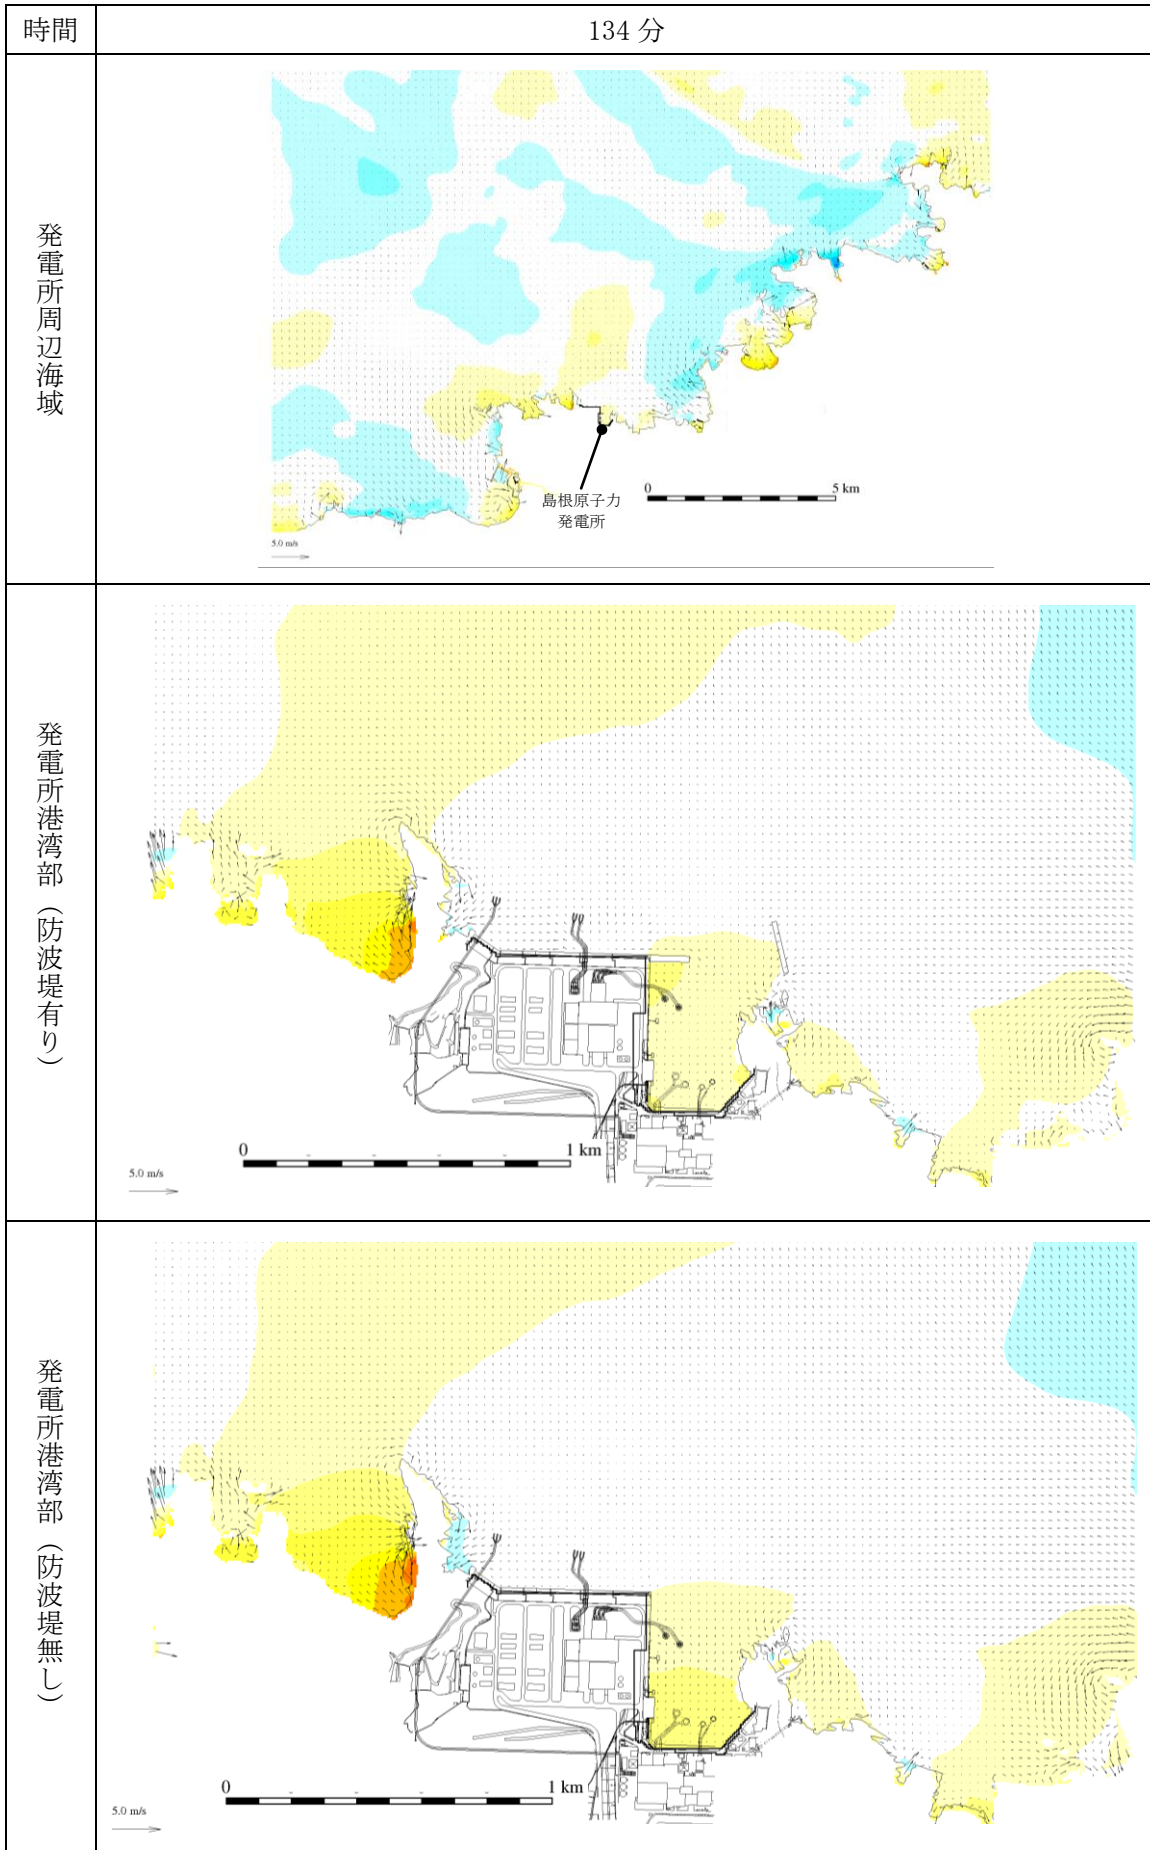 時間
134 分
発電所周辺海域
島根原子力
発電所
0
5 km
5.0 m/s
発電所港湾部（防波堤有り）
0
1 km
5.0 m/s
発電所港湾部（防波堤無し）
0
1 km
5.0 m/s